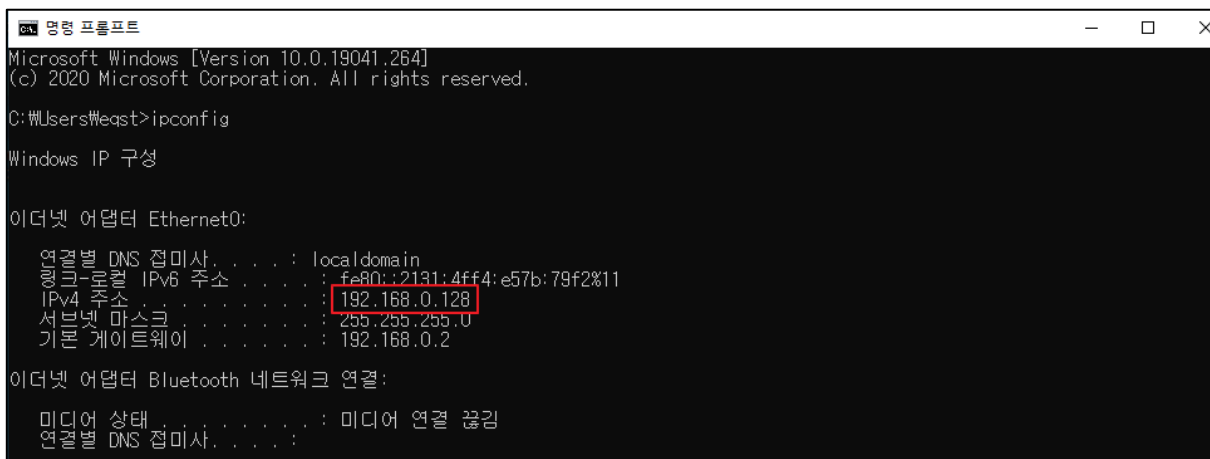 명령 프롬프트
Microsoft Windows [Version 10.0.19041.264]
(c) 2020 Microsoft Corporation. All rights reserved.
C:₩Users₩eqst>ipconfig
Windows IP 구성
이더넷 어댑터 Ethernet0:
연결별 DNS 접미사. . . . : localdomain
링크-로컬 IPv6 주소 . . . . : fe80::2131:4ff4:e57b:79f2%11
IPv4 주소 . . . . . . . . . : 192.168.0.128
서브넷 마스크 . . . . . . . : 255.255.255.0
기본 게이트웨이 . . . . . . : 192.168.0.2
이더넷 어댑터 Bluetooth 네트워크 연결:
미디어 상태 . . . . . . . . : 미디어 연결 끊김
연결별 DNS 접미사. . . . :